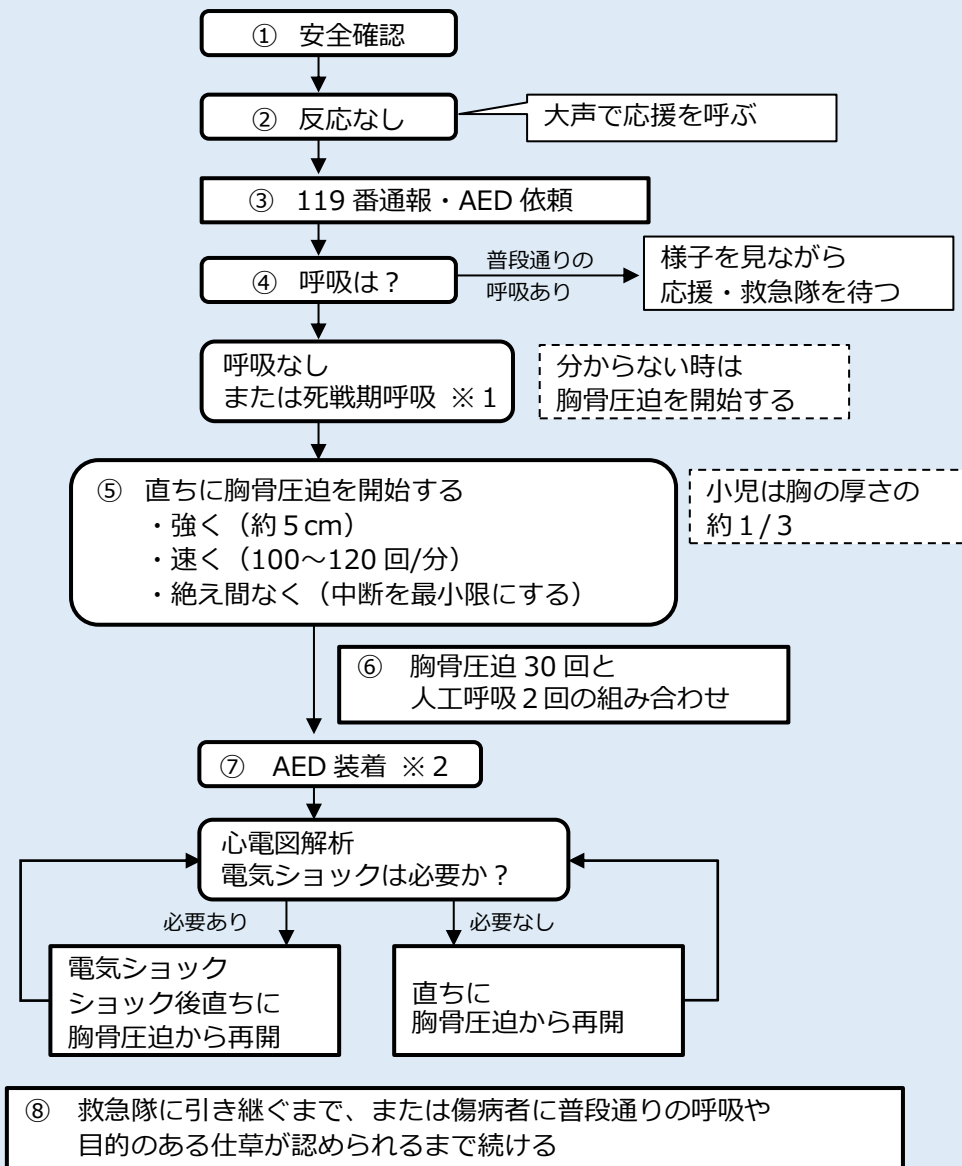 ① 安全確認
② 反応なし
大声で応援を呼ぶ
③ 119 番通報・AED 依頼
④ 呼吸は？
普段通りの
呼吸あり
様子を見ながら
応援・救急隊を待つ
呼吸なし
または死戦期呼吸 ※１
分からない時は
胸骨圧迫を開始する
⑤ 直ちに胸骨圧迫を開始する
・強く（約５cm）
・速く（100～120 回/分）
・絶え間なく（中断を最小限にする）
小児は胸の厚さの
約１/３
⑥ 胸骨圧迫 30 回と
人工呼吸２回の組み合わせ
⑦ AED 装着 ※２
心電図解析
電気ショックは必要か？
必要あり
必要なし
電気ショック
ショック後直ちに
胸骨圧迫から再開
直ちに
胸骨圧迫から再開
⑧ 救急隊に引き継ぐまで、または傷病者に普段通りの呼吸や
目的のある仕草が認められるまで続ける